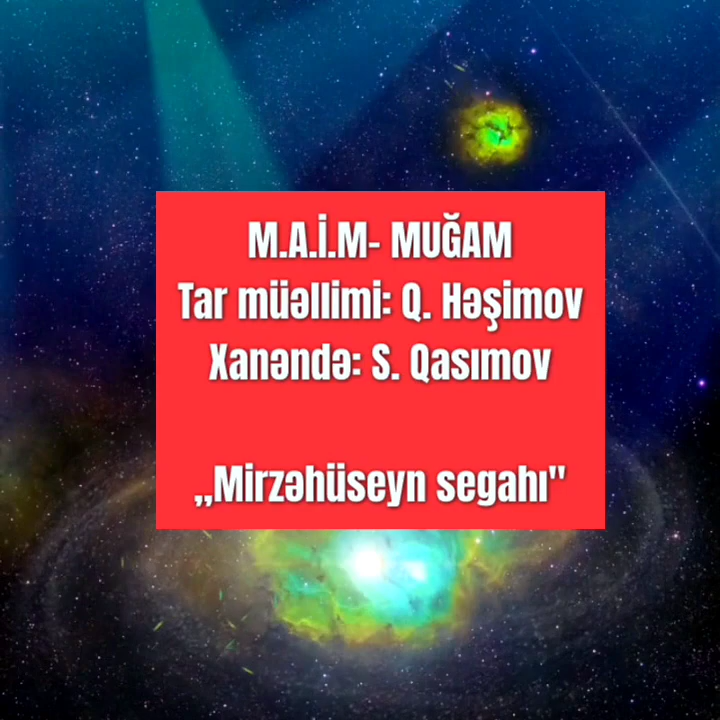 M.A.İ.M- MUĞAM
Tar müəllimi: Q. Həşimov
Xanəndə: S. Qasımov
,,Mirzəhüseyn segahı"